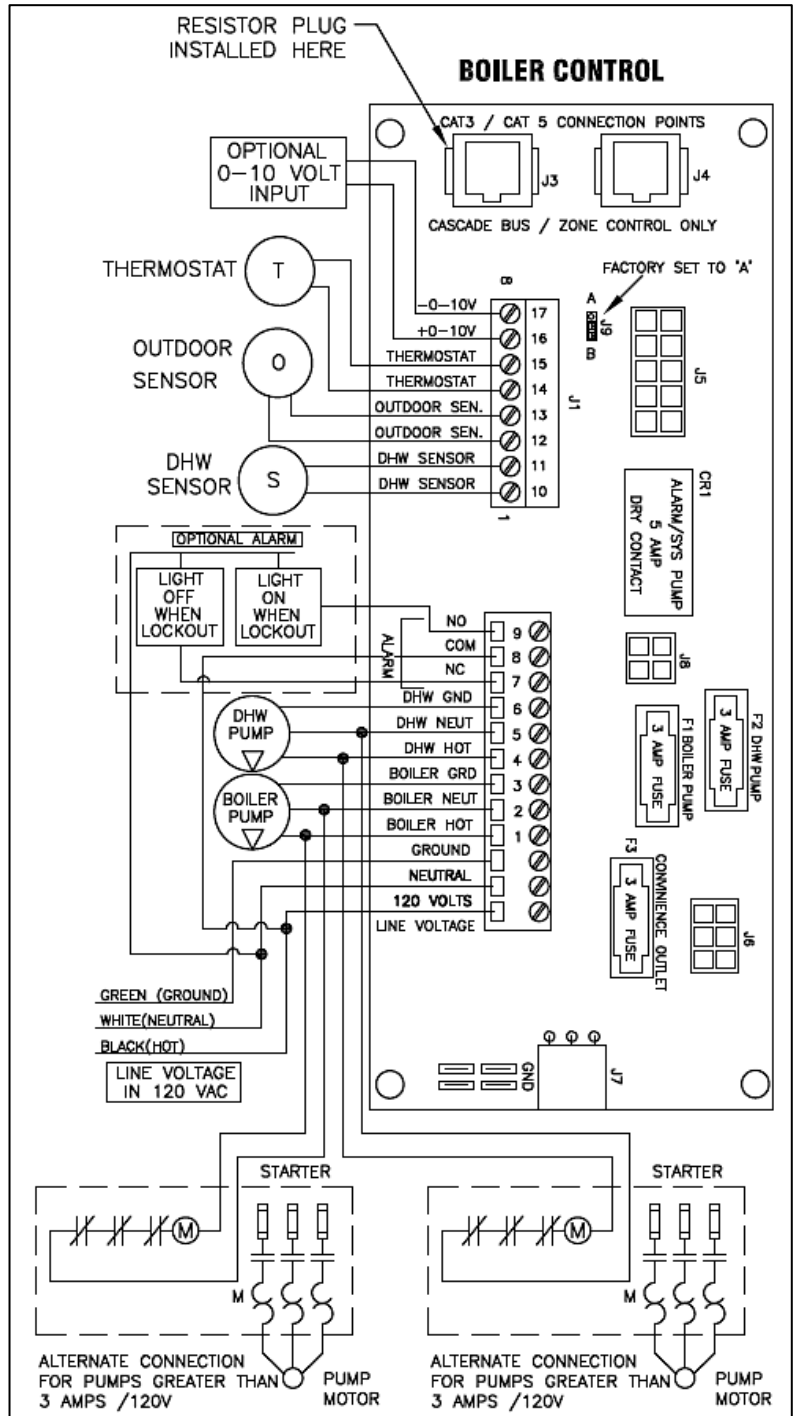 RESISTOR PLUG
INSTALLED HERE
BOILER CONTROL
CAT3 / CAT 5 CONNECTION POINTS
J3
J4
CASCADE BUS / ZONE CONTROL ONLY
OPTIONAL
0-10 VOLT
INPUT
THERMOSTAT
T
OUTDOOR
SENSOR
O
DHW
SENSOR
S
FACTORY SET TO "A"
A
J9
B
8
-0-10V 17
+0-10V 16
THERMOSTAT 15
THERMOSTAT 14
OUTDOOR SEN. 13
OUTDOOR SEN. 12
DHW SENSOR 11
DHW SENSOR 10
J1
1
J5
CR1
ALARM/SYS PUMP
5 AMP
DRY CONTACT
OPTIONAL ALARM
LIGHT
OFF
WHEN
LOCKOUT
LIGHT
ON
WHEN
LOCKOUT
ALARM
NO 9
COM 8
NC 7
DHW GND 6
DHW NEUT 5
DHW HOT 4
BOILER GRD 3
BOILER NEUT 2
BOILER HOT 1
GROUND
NEUTRAL
120 VOLTS
LINE VOLTAGE
DHW
PUMP
BOILER
PUMP
J8
F1 BOILER PUMP
3 AMP FUSE
F2 DHW PUMP
3 AMP FUSE
F3
CONVINIENCE OUTLET
3 AMP FUSE
J6
GREEN (GROUND)
WHITE(NEUTRAL)
BLACK(HOT)
LINE VOLTAGE
IN 120 VAC
GND
J7
STARTER
M
M
ALTERNATE CONNECTION
FOR PUMPS GREATER THAN
3 AMPS /120V
PUMP
MOTOR
STARTER
M
M
ALTERNATE CONNECTION
FOR PUMPS GREATER THAN
3 AMPS /120V
PUMP
MOTOR